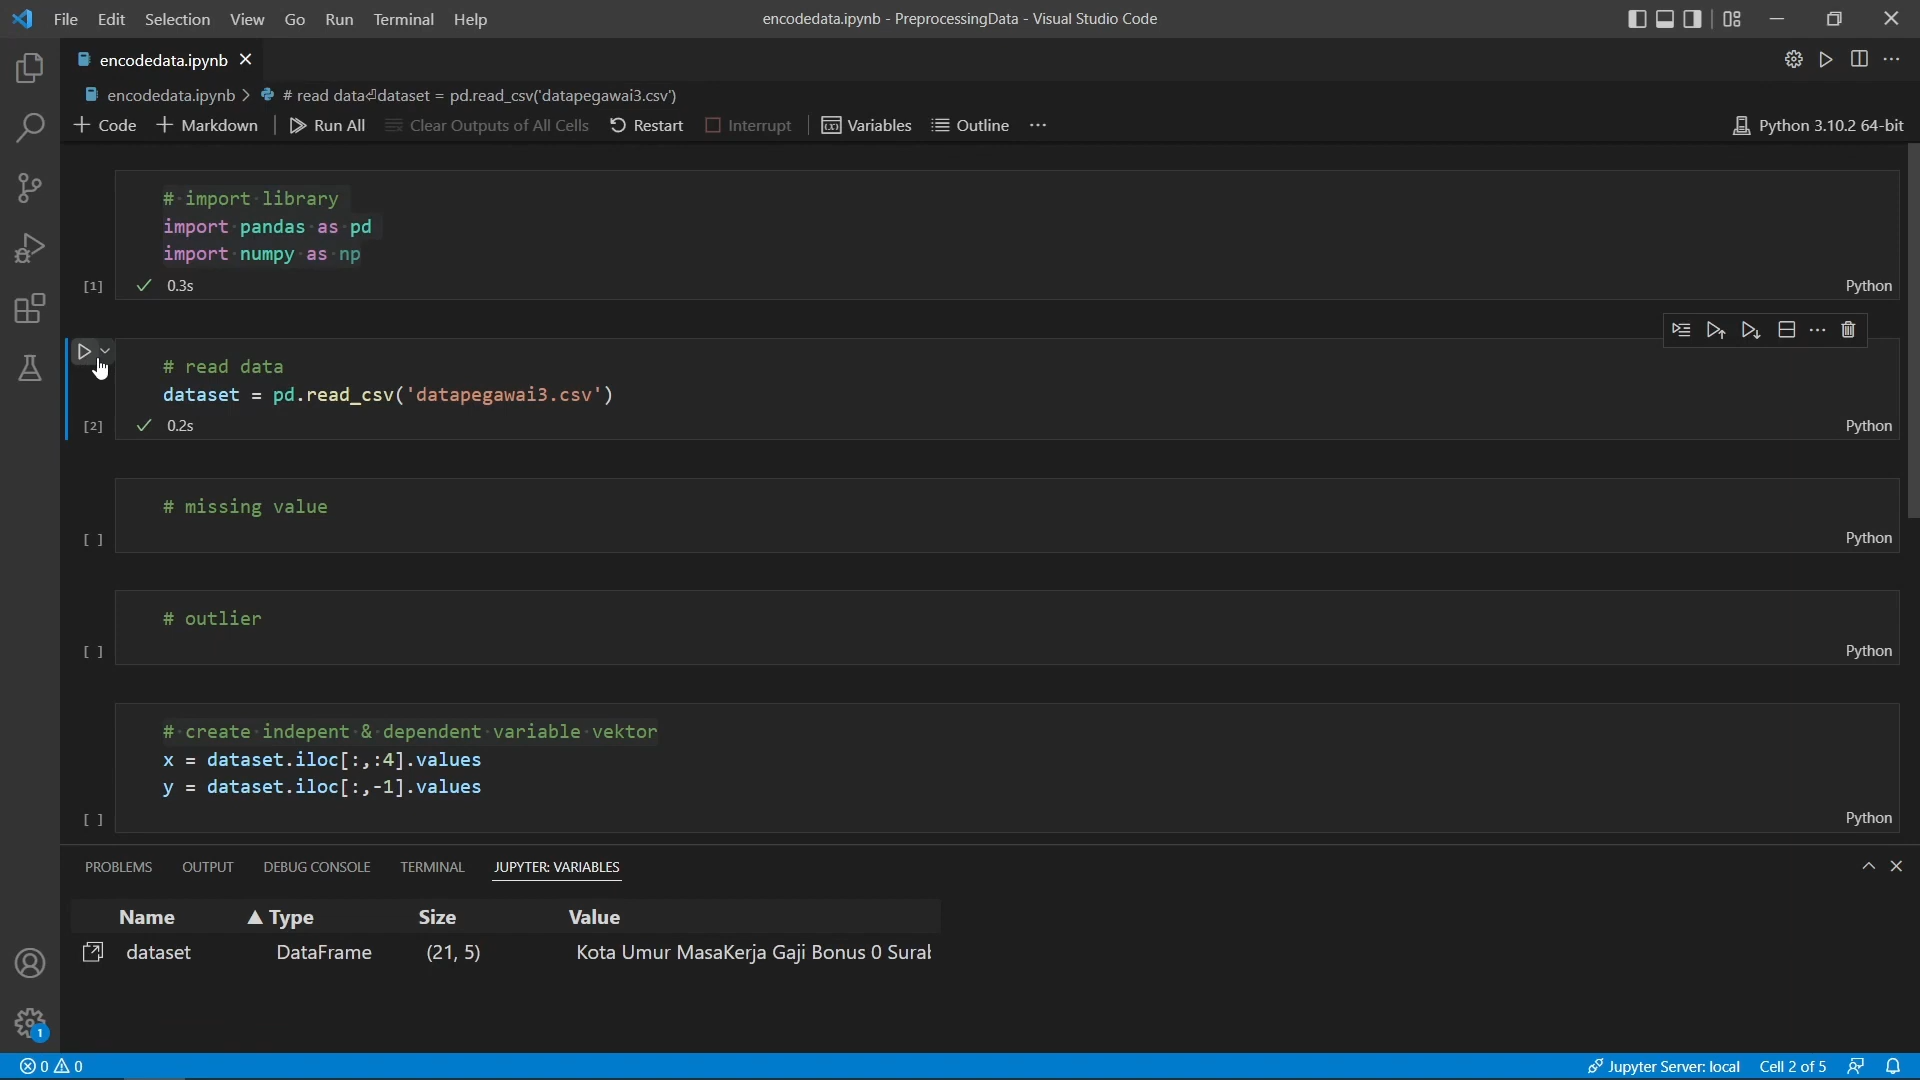 File Edit Selection View Go Run Terminal Help
encodedata.ipynb - PreprocessingData - Visual Studio Code
encodedata.ipynb
encodedata.ipynb > # read data⏎dataset = pd.read_csv('datapegawai3.csv')
+ Code + Markdown Run All Clear Outputs of All Cells Restart Interrupt Variables Outline ...
Python 3.10.2 64-bit
# import library
import pandas as pd
import numpy as np
[1] ✓ 0.3s Python
# read data
dataset = pd.read_csv('datapegawai3.csv')
[2] ✓ 0.2s Python
# missing value
[ ] Python
# outlier
[ ] Python
# create indepent & dependent variable vektor
x = dataset.iloc[:,:4].values
y = dataset.iloc[:,-1].values
[ ] Python
PROBLEMS OUTPUT DEBUG CONSOLE TERMINAL JUPYTER: VARIABLES
Name ▲ Type Size Value
dataset DataFrame (21, 5) Kota Umur MasaKerja Gaji Bonus 0
1
0 0 Jupyter Server: local Cell 2 of 5